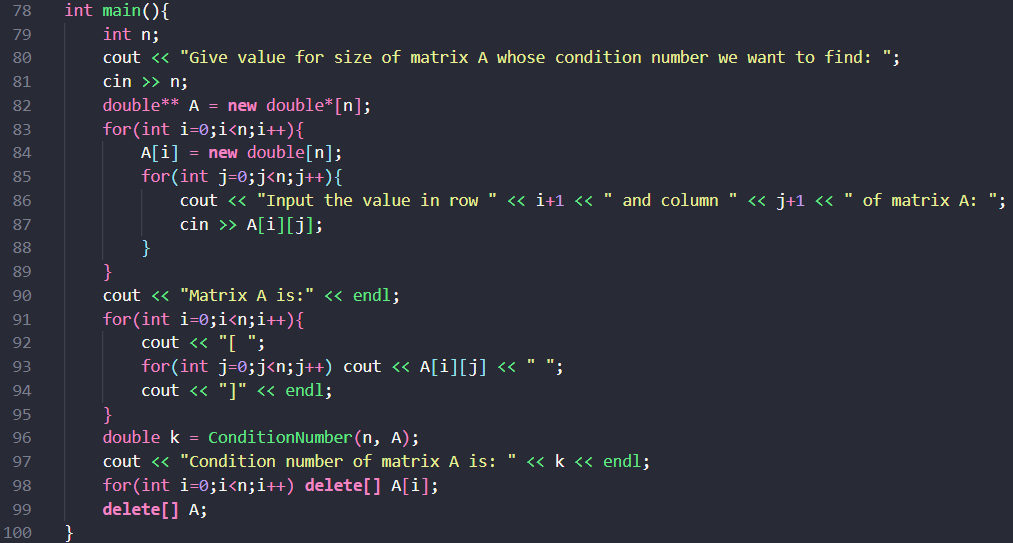 78 int main(){
79 int n;
80 cout << "Give value for size of matrix A whose condition number we want to find: ";
81 cin >> n;
82 double** A = new double*[n];
83 for(int i=0;i<n;i++){
84 A[i] = new double[n];
85 for(int j=0;j<n;j++){
86 cout << "Input the value in row " << i+1 << " and column " << j+1 << " of matrix A: ";
87 cin >> A[i][j];
88 }
89 }
90 cout << "Matrix A is:" << endl;
91 for(int i=0;i<n;i++){
92 cout << "[ ";
93 for(int j=0;j<n;j++) cout << A[i][j] << " ";
94 cout << "]" << endl;
95 }
96 double k = ConditionNumber(n, A);
97 cout << "Condition number of matrix A is: " << k << endl;
98 for(int i=0;i<n;i++) delete[] A[i];
99 delete[] A;
100 }